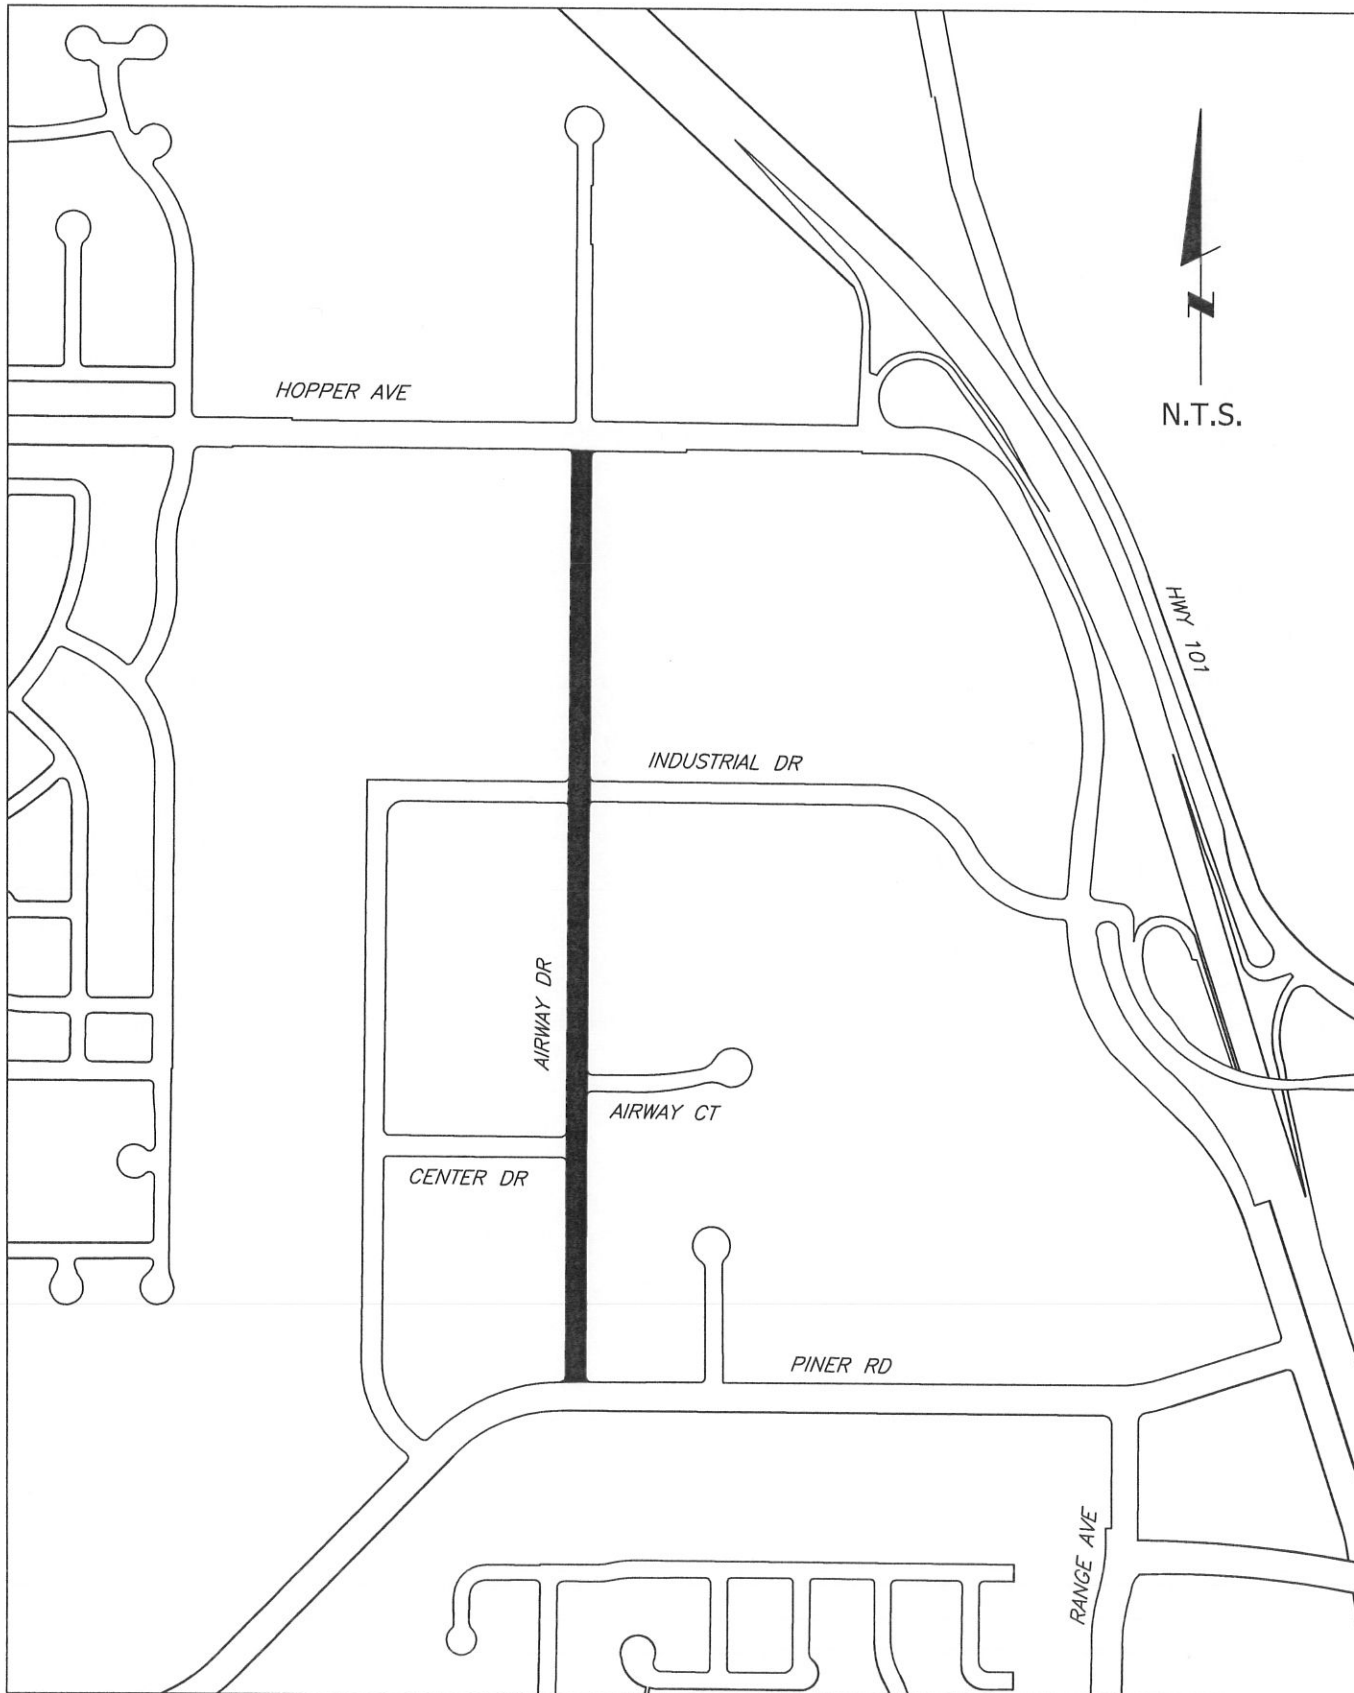 HOPPER AVE
N
N.T.S.
HWY 101
INDUSTRIAL DR
AIRWAY DR
AIRWAY CT
CENTER DR
PINER RD
RANGE AVE